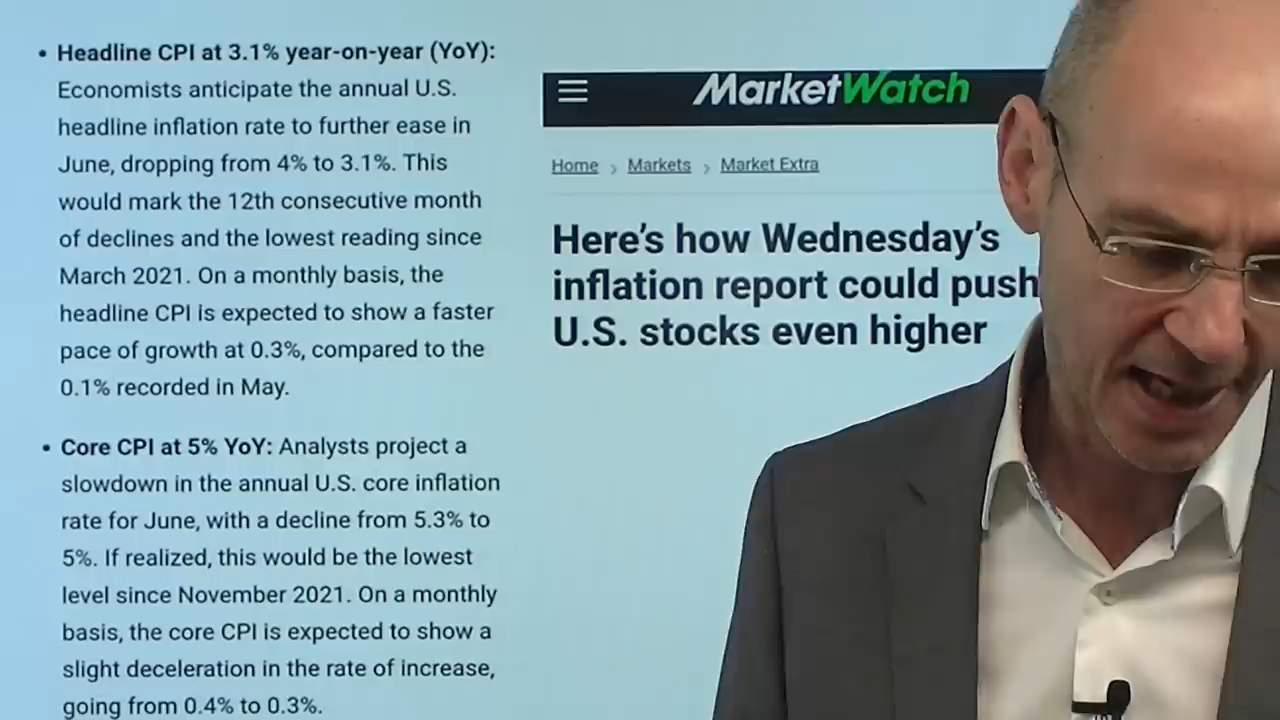 • Headline CPI at 3.1% year-on-year (YoY):
Economists anticipate the annual U.S.
headline inflation rate to further ease in
June, dropping from 4% to 3.1%. This
would mark the 12th consecutive month
of declines and the lowest reading since
March 2021. On a monthly basis, the
headline CPI is expected to show a faster
pace of growth at 0.3%, compared to the
0.1% recorded in May.
• Core CPI at 5% YoY: Analysts project a
slowdown in the annual U.S. core inflation
rate for June, with a decline from 5.3% to
5%. If realized, this would be the lowest
level since November 2021. On a monthly
basis, the core CPI is expected to show a
slight deceleration in the rate of increase,
going from 0.4% to 0.3%.
MarketWatch
Home > Markets > Market Extra
Here's how Wednesday's
inflation report could push
U.S. stocks even higher